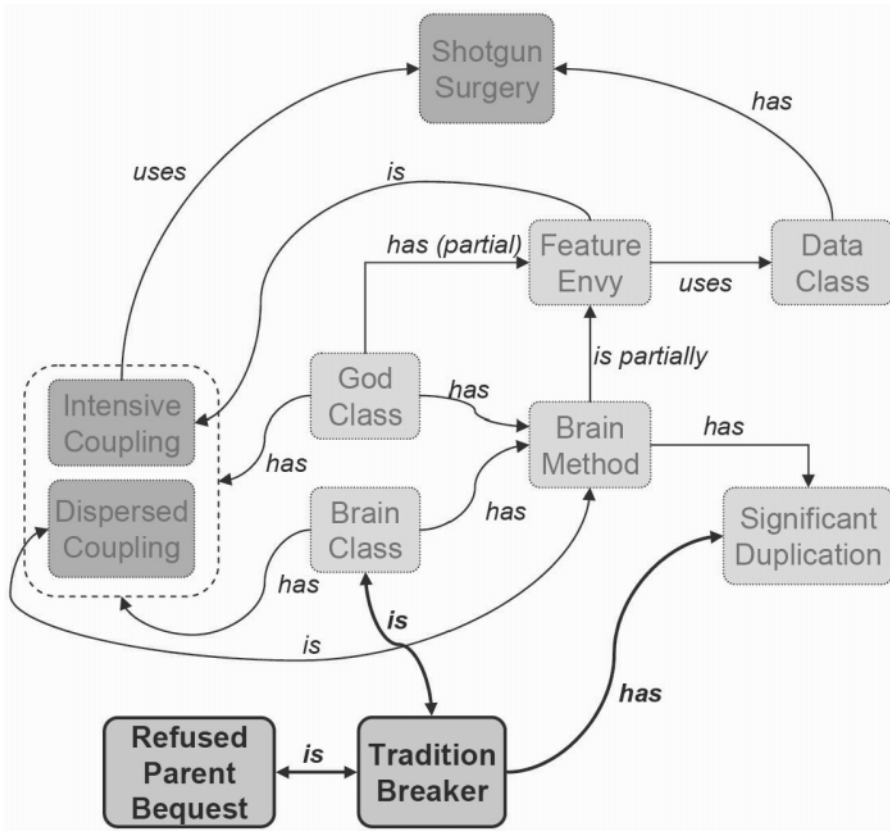 Shotgun
Surgery
has
uses
is
has (partial)
Feature
Envy
uses
Data
Class
is partially
Intensive
Coupling
God
Class
has
has
Brain
Method
has
Dispersed
Coupling
Brain
Class
has
has
Significant
Duplication
is
is
has
Refused
Parent
Bequest
is
Tradition
Breaker